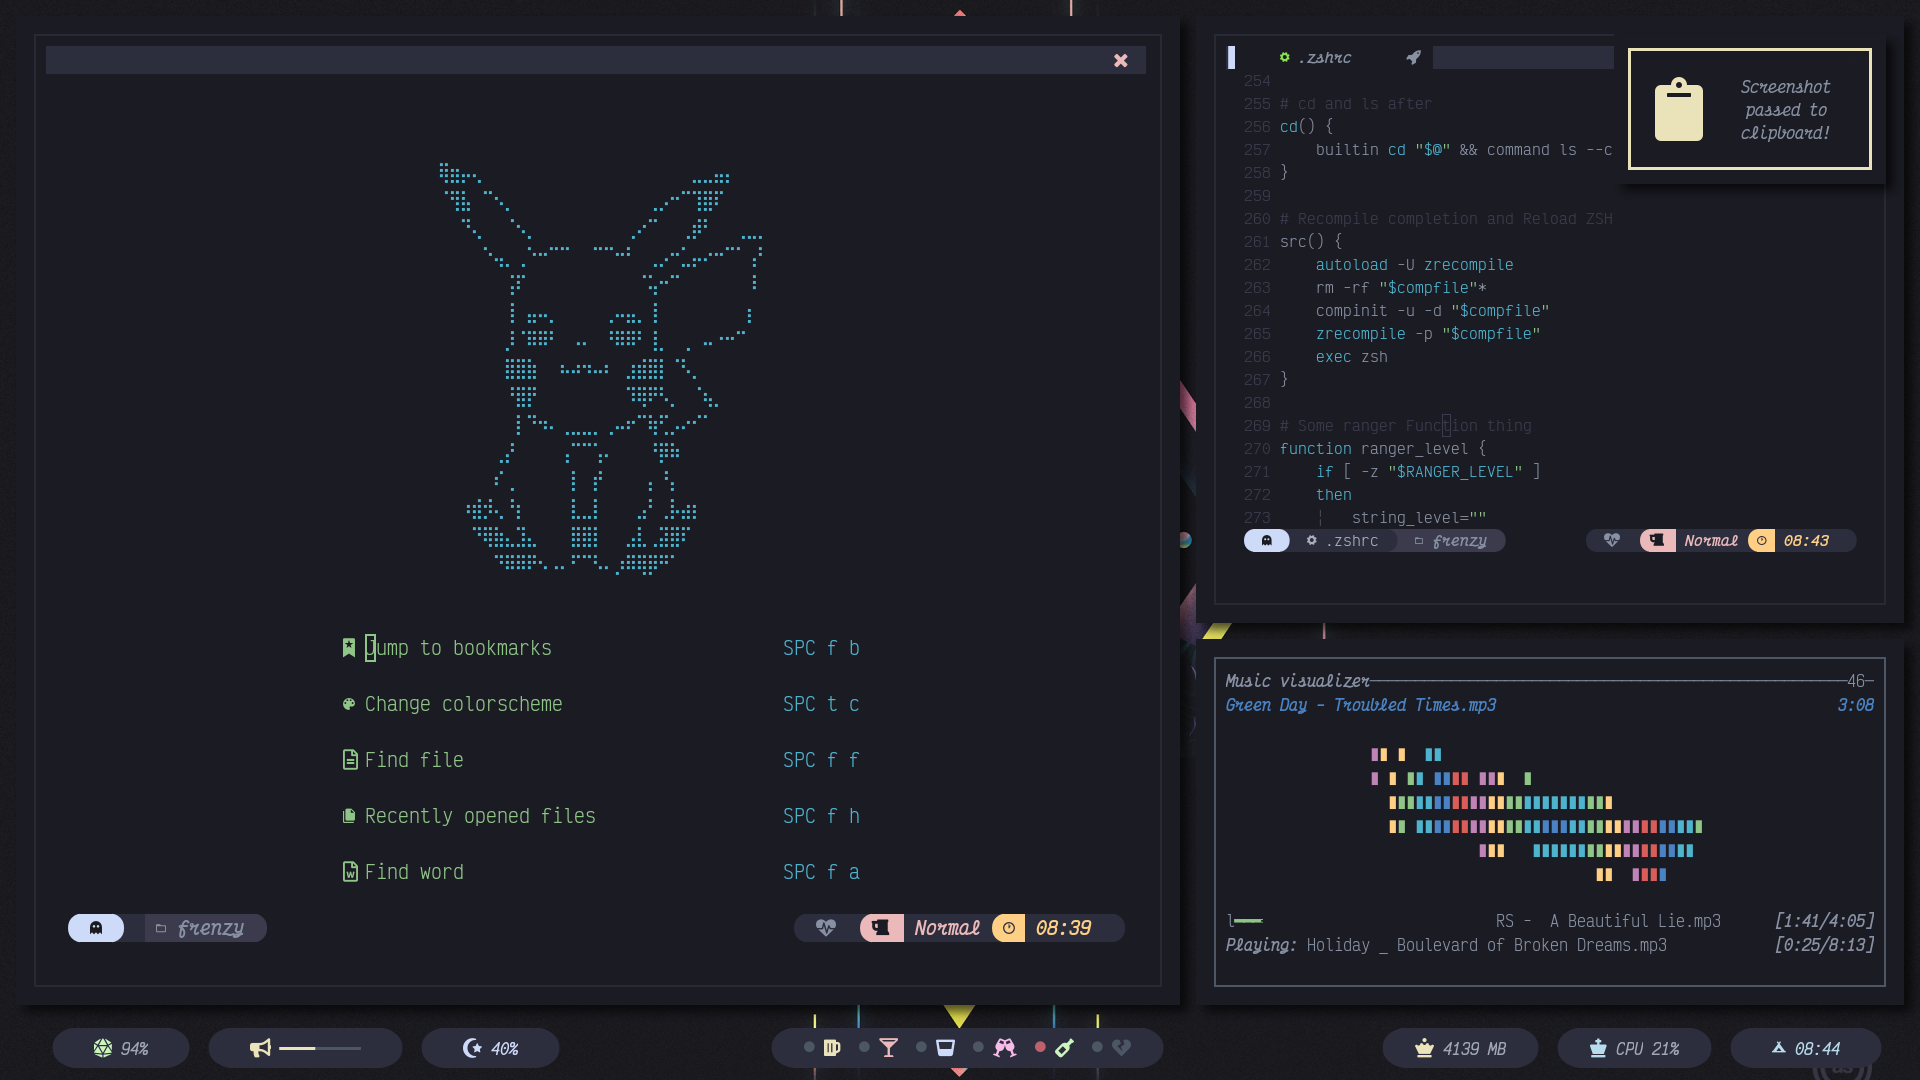 Jump to bookmarks SPC f b
Change colorscheme SPC t c
Find file SPC f f
Recently opened files SPC f h
Find word SPC f a
frenzy Normal 08:39
.zshrc
254
255 # cd and ls after
256 cd() {
257 builtin cd "$@" && command ls --c
258 }
259
260 # Recompile completion and Reload ZSH
261 src() {
262 autoload -U zrecompile
263 rm -rf "$compfile"*
264 compinit -u -d "$compfile"
265 zrecompile -p "$compfile"
266 exec zsh
267 }
268
269 # Some ranger Function thing
270 function ranger_level {
271 if [ -z "$RANGER_LEVEL" ]
272 then
273 ¦ string_level=""
.zshrc frenzy Normal 08:43
Screenshot
passed to
clipboard!
Music visualizer 46
Green Day - Troubled Times.mp3 3:08
RS - A Beautiful Lie.mp3 [1:41/4:05]
Playing: Holiday _ Boulevard of Broken Dreams.mp3 [0:25/8:13]
94% 40% 4139 MB CPU 21% 08:44